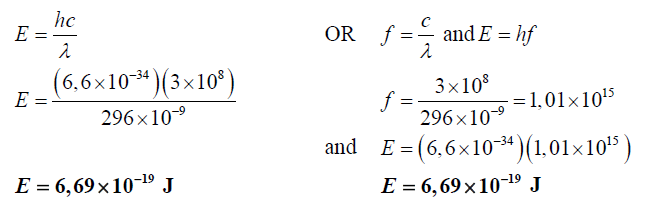 E = hc/λ OR f = c/λ and E = hf
E = (6,6×10⁻³⁴)(3×10⁸)/296×10⁻⁹ f = 3×10⁸/296×10⁻⁹ = 1,01×10¹⁵
and E = (6,6×10⁻³⁴)(1,01×10¹⁵)
E = 6,69×10⁻¹⁹ J E = 6,69×10⁻¹⁹ J